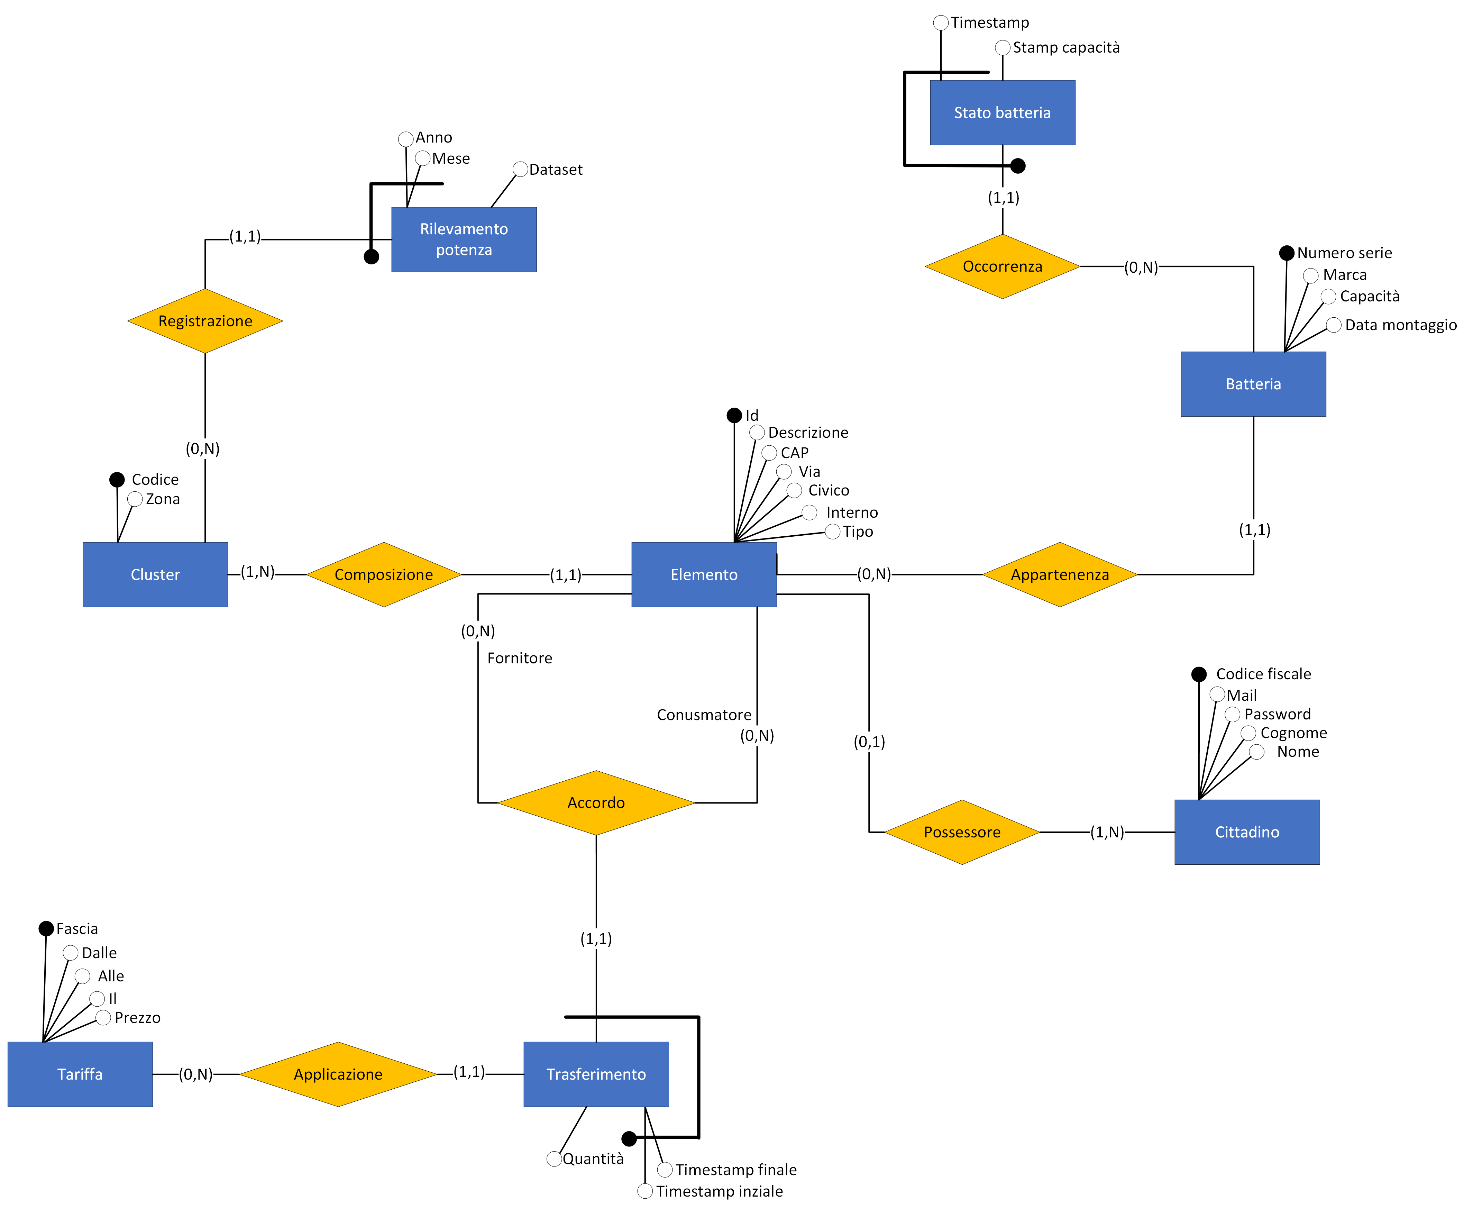 Timestamp
Stamp capacità
Stato batteria
(1,1)
Occorrenza
(0,N)
Anno
Mese
Dataset
Rilevamento
potenza
(1,1)
Registrazione
(0,N)
Numero serie
Marca
Capacità
Data montaggio
Batteria
(1,1)
Id
Descrizione
CAP
Via
Civico
Interno
Tipo
Codice
Zona
Cluster
(1,N)
Composizione
(1,1)
Elemento
(0,N)
Appartenenza
(0,N)
Fornitore
Conusmatore
(0,N)
(0,1)
Codice fiscale
Mail
Password
Cognome
Nome
Accordo
Possessore
(1,N)
Cittadino
(1,1)
Fascia
Dalle
Alle
Il
Prezzo
Tariffa
(0,N)
Applicazione
(1,1)
Trasferimento
Quantità
Timestamp finale
Timestamp inziale